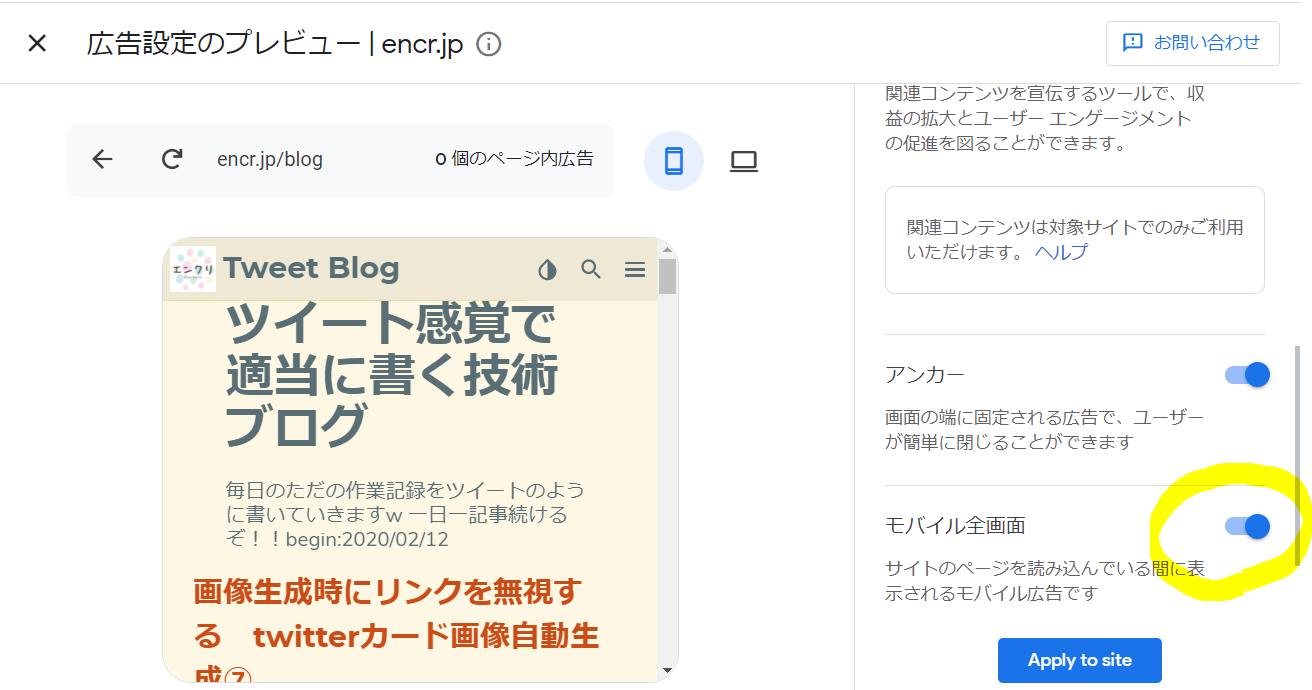 広告設定のプレビュー | encr.jp
お問い合わせ
encr.jp/blog
0 個のページ内広告
エンクリ
Tweet Blog
ツイート感覚で
適当に書く技術
ブログ
毎日のただの作業記録をツイートのよう
に書いていきますw 一日一記事続ける
ぞ！！begin:2020/02/12
画像生成時にリンクを無視す
る　twitterカード画像自動生
成⑦
関連コンテンツを宣伝するツールで、収
益の拡大とユーザー エンゲージメント
の促進を図ることができます。
関連コンテンツは対象サイトでのみご利用
いただけます。 ヘルプ
アンカー
画面の端に固定される広告で、ユーザー
が簡単に閉じることができます
モバイル全画面
サイトのページを読み込んでいる間に表
示されるモバイル広告です
Apply to site